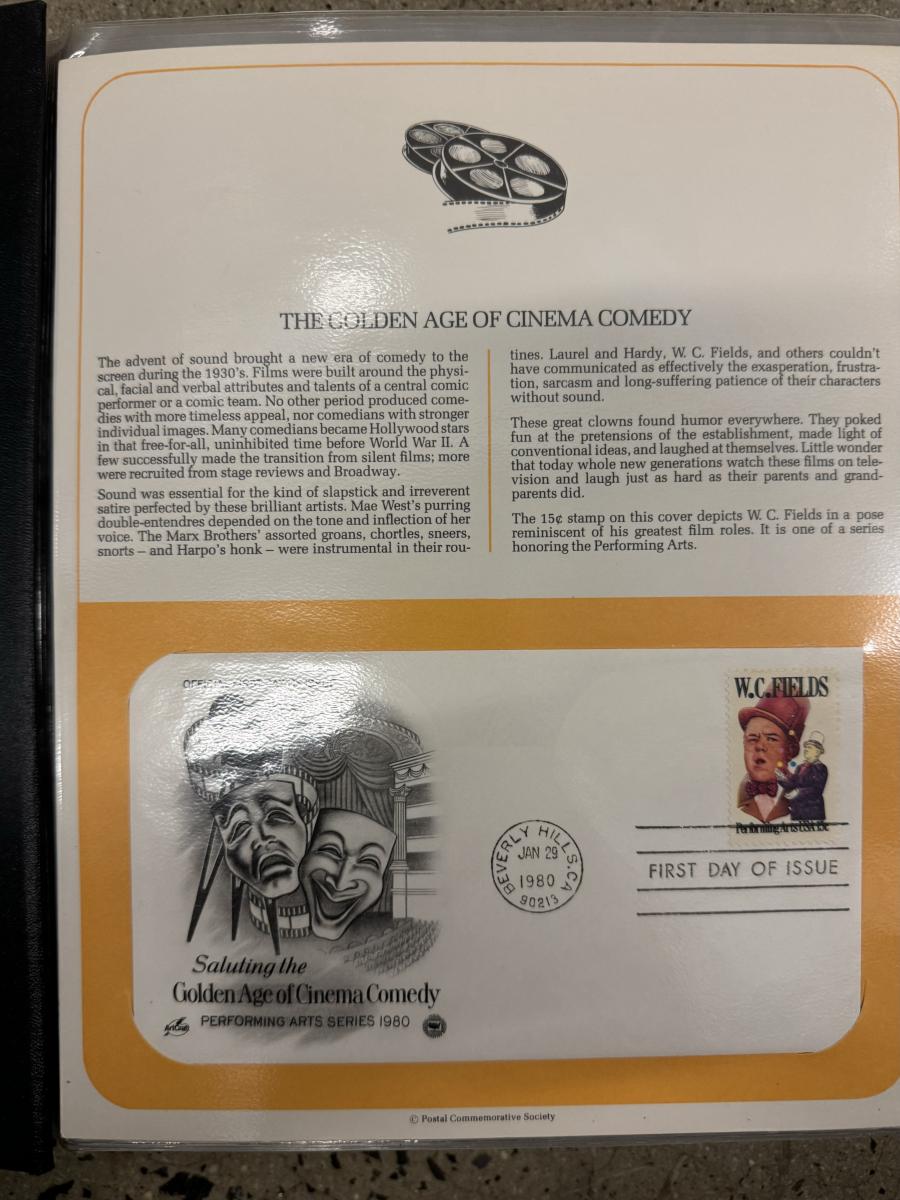 THE GOLDEN AGE OF CINEMA COMEDY
The advent of sound brought a new era of comedy to the
screen during the 1930's. Films were built around the physi-
cal, facial and verbal attributes and talents of a central comic
performer or a comic team. No other period produced come-
dies with more timeless appeal, nor comedians with stronger
individual images. Many comedians became Hollywood stars
in that free-for-all, uninhibited time before World War II. A
few successfully made the transition from silent films; more
were recruited from stage reviews and Broadway.
Sound was essential for the kind of slapstick and irreverent
satire perfected by these brilliant artists. Mae West's purring
double-entendres depended on the tone and inflection of her
voice. The Marx Brothers' assorted groans, chortles, sneers,
snorts – and Harpo's honk – were instrumental in their rou-
tines. Laurel and Hardy, W. C. Fields, and others couldn't
have communicated as effectively the exasperation, frustra-
tion, sarcasm and long-suffering patience of their characters
without sound.
These great clowns found humor everywhere. They poked
fun at the pretensions of the establishment, made light of
conventional ideas, and laughed at themselves. Little wonder
that today whole new generations watch these films on tele-
vision and laugh just as hard as their parents and grand-
parents did.
The 15¢ stamp on this cover depicts W. C. Fields in a pose
reminiscent of his greatest film roles. It is one of a series
honoring the Performing Arts.
W.C. FIELDS
Performing Arts USA 15c
BEVERLY HILLS, CA
JAN 29
1980
90213
FIRST DAY OF ISSUE
Saluting the
Golden Age of Cinema Comedy
ArtCraft
PERFORMING ARTS SERIES 1980
© Postal Commemorative Society